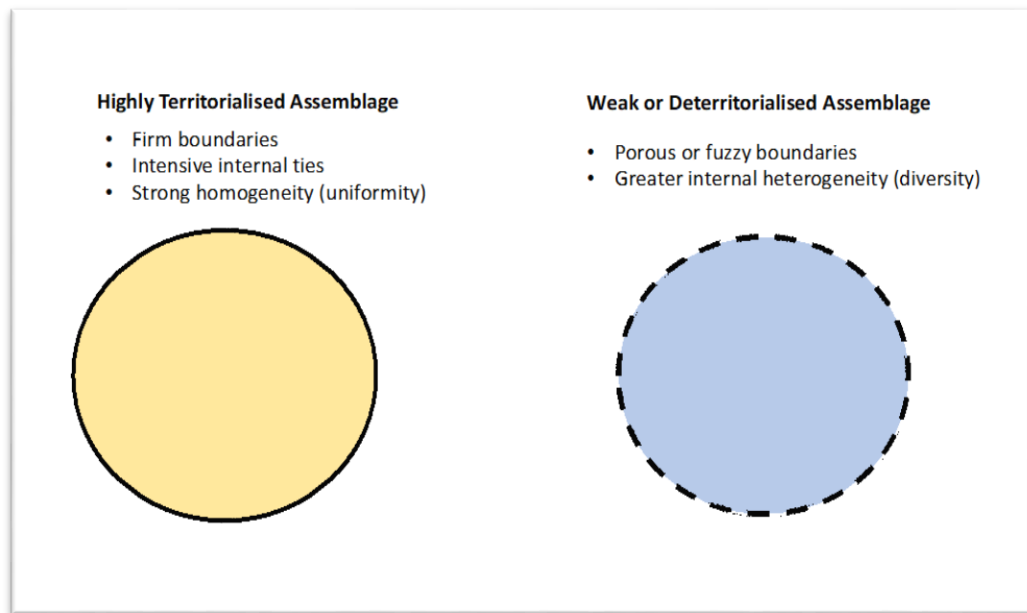 Highly Territorialised Assemblage
• Firm boundaries
• Intensive internal ties
• Strong homogeneity (uniformity)
Weak or Deterritorialised Assemblage
• Porous or fuzzy boundaries
• Greater internal heterogeneity (diversity)